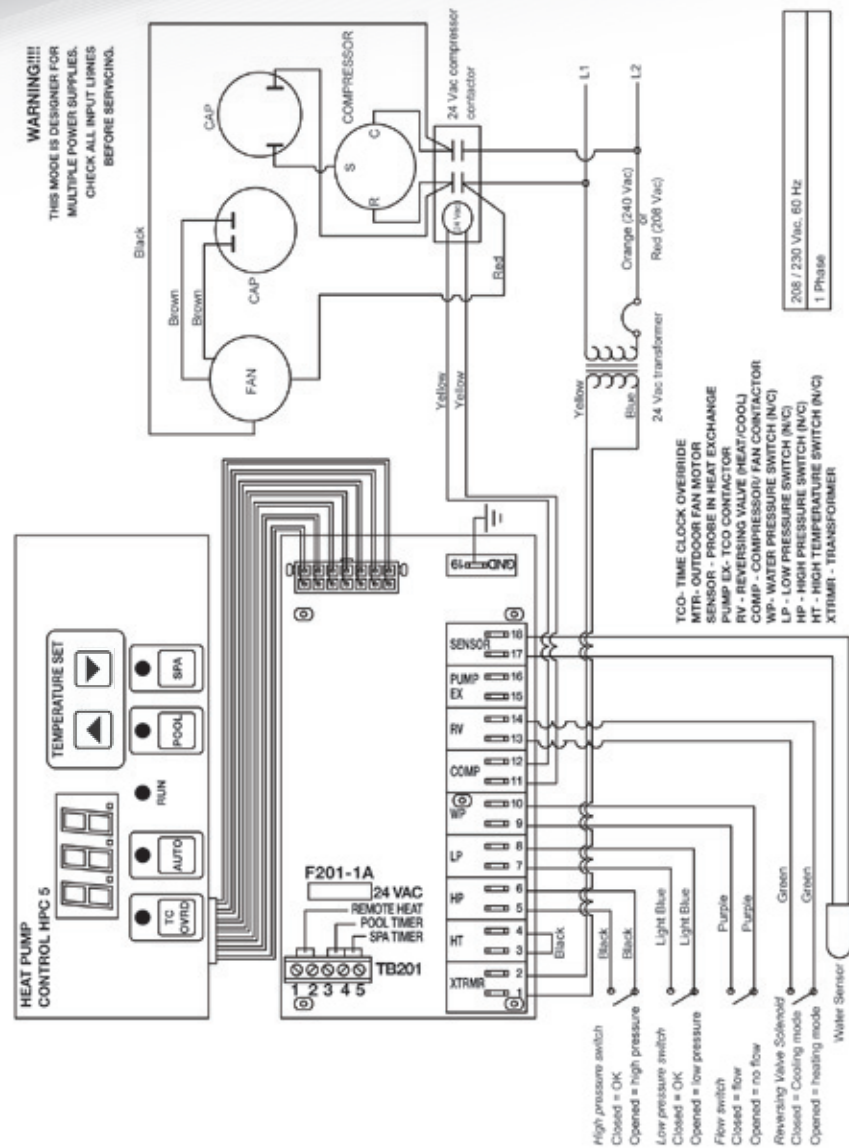 WARNING!!!!
THIS MODE IS DESIGNER FOR
MULTIPLE POWER SUPPLIES.
CHECK ALL INPUT LIINES
BEFORE SERVICING.
HEAT PUMP
CONTROL HPC 5
TEMPERATURE SET
TC
OVRD
AUTO
RUN
POOL
SPA
F201-1A
24 VAC
REMOTE HEAT
POOL TIMER
SPA TIMER
TB201
1 2 3 4 5
XTRMR
HT
HP
LP
WP
COMP
RV
PUMP
EX
SENSOR
1 2 3 4 5 6 7 8 9 10 11 12 13 14 15 16 17 18
GND 19
Black
Brown
Brown
FAN
CAP
CAP
COMPRESSOR
S
R
C
24 Vac compressor
contactor
24 Vac
Red
Yellow
Yellow
L1
L2
Orange (240 Vac)
or
Red (208 Vac)
Yellow
Blue
24 Vac transformer
208 / 230 Vac, 60 Hz
1 Phase
TCO- TIME CLOCK OVERRIDE
MTR- OUTDOOR FAN MOTOR
SENSOR - PROBE IN HEAT EXCHANGE
PUMP EX- TCO CONTACTOR
RV - REVERSING VALVE (HEAT/COOL)
COMP - COMPRESSOR/ FAN COINTACTOR
WP- WATER PRESSURE SWITCH (N/C)
LP - LOW PRESSURE SWITCH (N/C)
HP - HIGH PRESSURE SWITCH (N/C)
HT - HIGH TEMPERATURE SWITCH (N/C)
XTRMR - TRANSFORMER
Black
Black
Black
Light Blue
Light Blue
Purple
Purple
Green
Green
High pressure switch
Closed = OK
Opened = high pressure
Low pressure switch
Closed = OK
Opened = low pressure
Flow switch
Closed = flow
Opened = no flow
Reversing Valve Solenoid
Closed = Cooling mode
Opened = heating mode
Water Sensor